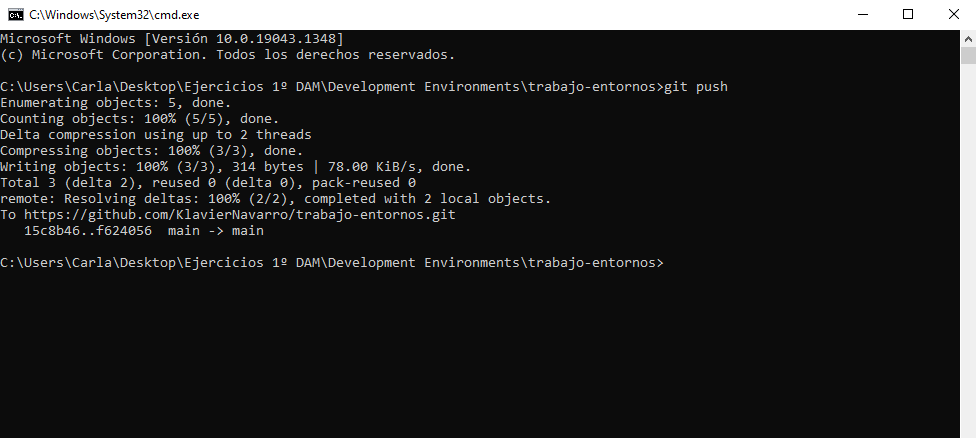 C:\Windows\System32\cmd.exe
Microsoft Windows [Versión 10.0.19043.1348]
(c) Microsoft Corporation. Todos los derechos reservados.
C:\Users\Carla\Desktop\Ejercicios 1º DAM\Development Environments\trabajo-entornos>git push
Enumerating objects: 5, done.
Counting objects: 100% (5/5), done.
Delta compression using up to 2 threads
Compressing objects: 100% (3/3), done.
Writing objects: 100% (3/3), 314 bytes | 78.00 KiB/s, done.
Total 3 (delta 2), reused 0 (delta 0), pack-reused 0
remote: Resolving deltas: 100% (2/2), completed with 2 local objects.
To https://github.com/KlavierNavarro/trabajo-entornos.git
   15c8b46..f624056  main -> main
C:\Users\Carla\Desktop\Ejercicios 1º DAM\Development Environments\trabajo-entornos>